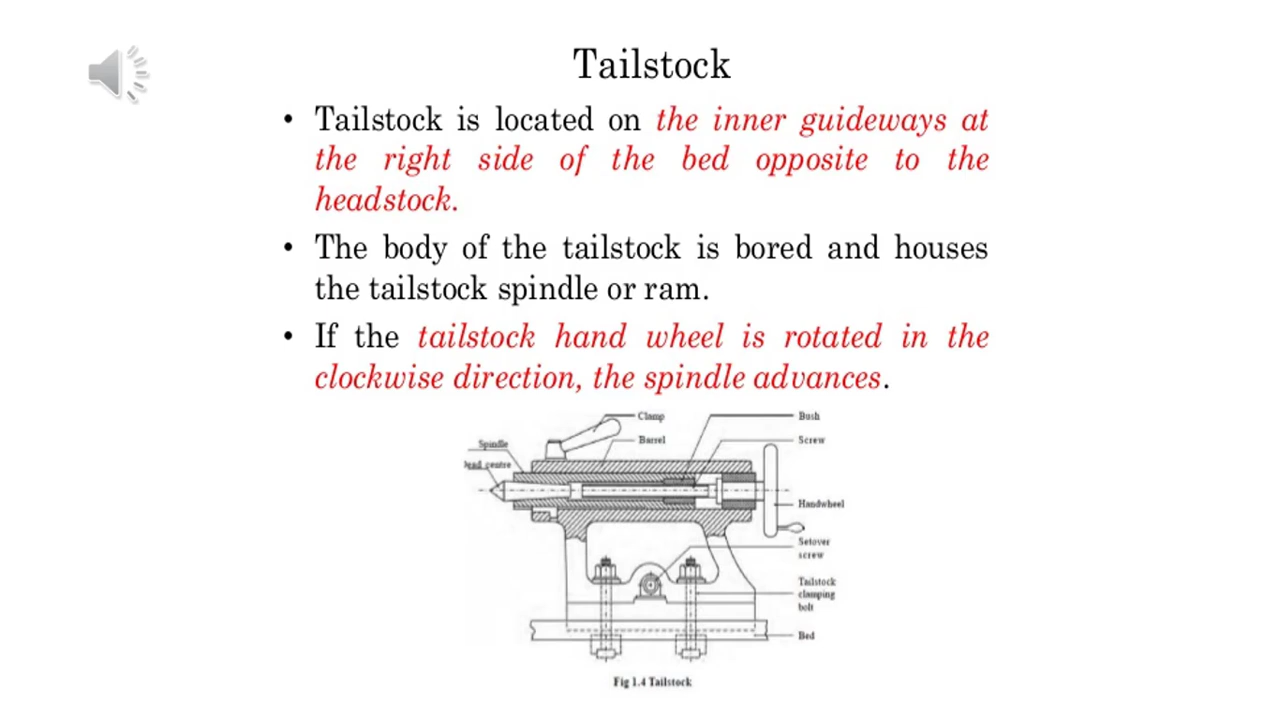 Tailstock
• Tailstock is located on the inner guideways at
the right side of the bed opposite to the
headstock.
• The body of the tailstock is bored and houses
the tailstock spindle or ram.
• If the tailstock hand wheel is rotated in the
clockwise direction, the spindle advances.
Clamp
Bush
Barrel
Screw
Spindle
centre
Handwheel
Setover
screw
Tailstock
clamping
bolt
Bed
Fig 1.4 Tailstock